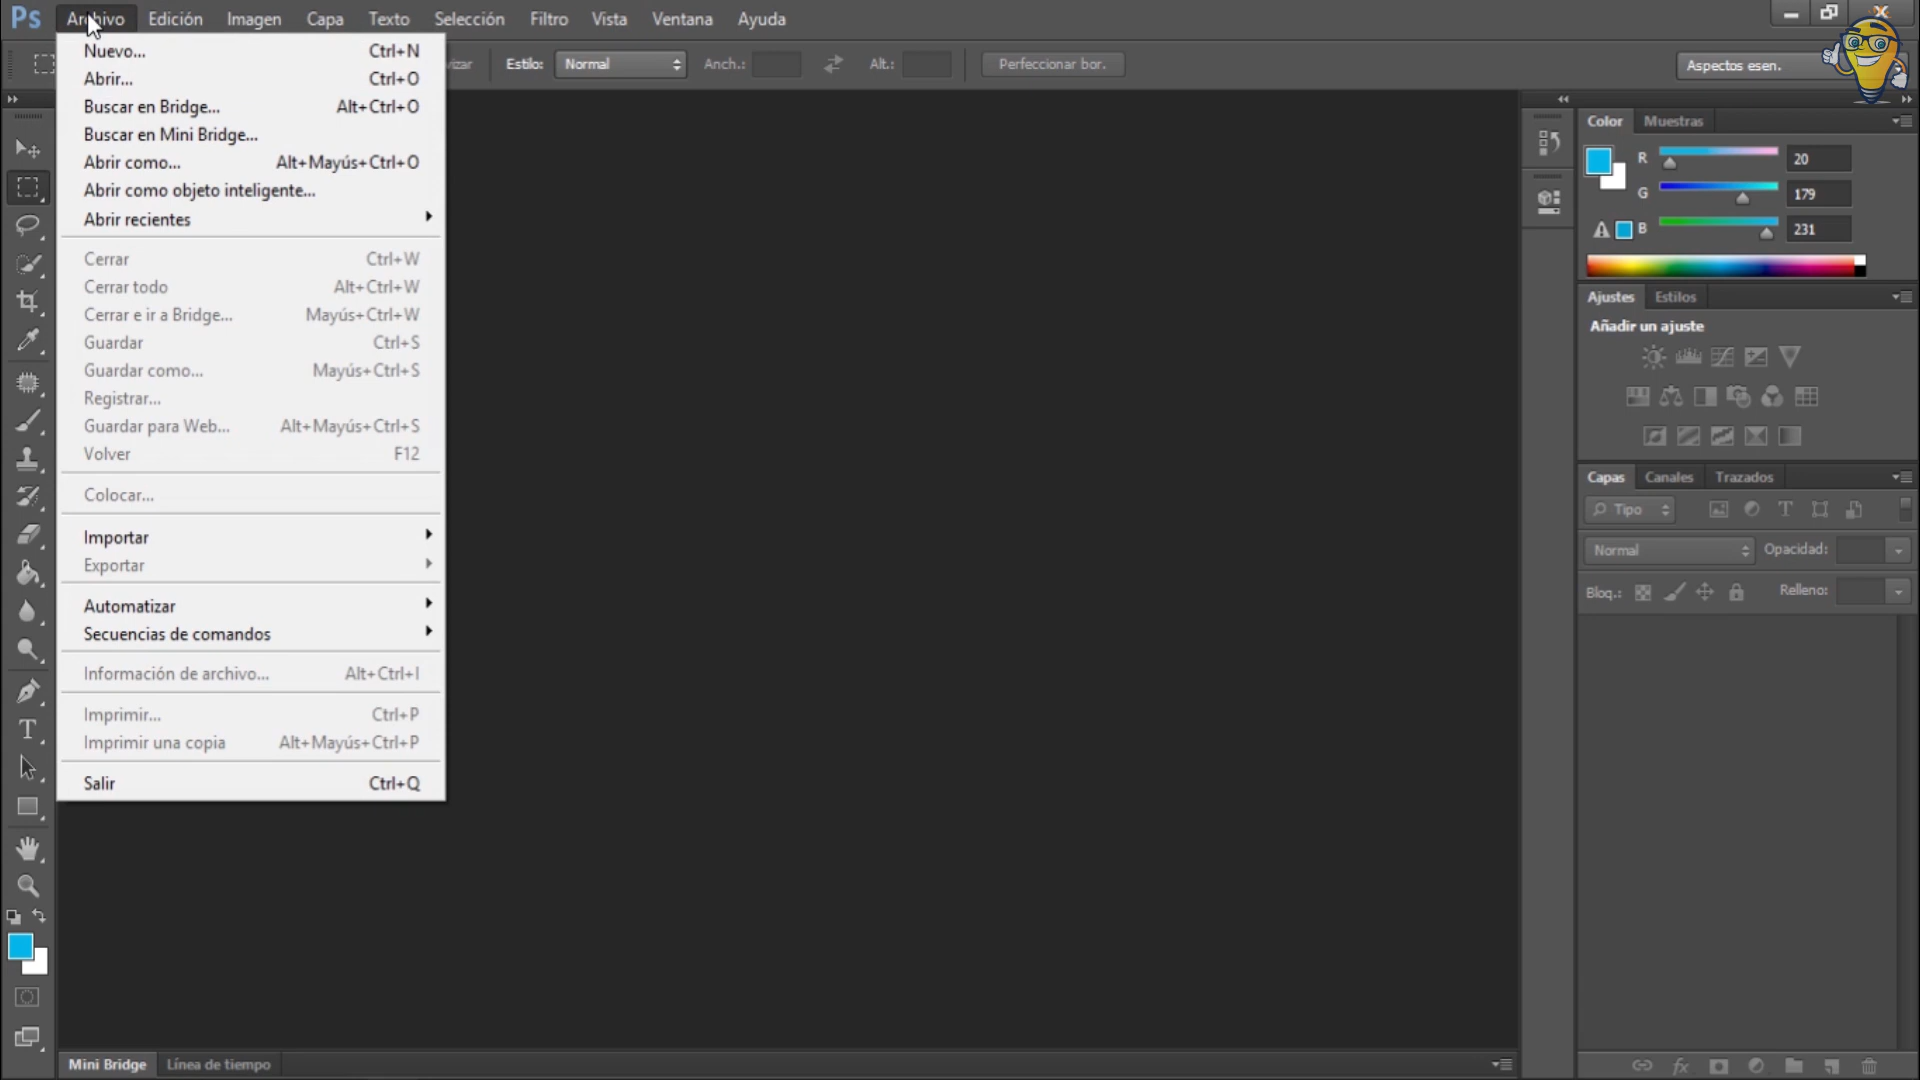 Ps Archivo Edición Imagen Capa Texto Selección Filtro Vista Ventana Ayuda
vizar Estilo: Normal Anch.: Alt.: Perfeccionar bor. Aspectos esen.
Nuevo... Ctrl+N
Abrir... Ctrl+O
Buscar en Bridge... Alt+Ctrl+O
Buscar en Mini Bridge...
Abrir como... Alt+Mayús+Ctrl+O
Abrir como objeto inteligente...
Abrir recientes
Cerrar Ctrl+W
Cerrar todo Alt+Ctrl+W
Cerrar e ir a Bridge... Mayús+Ctrl+W
Guardar Ctrl+S
Guardar como... Mayús+Ctrl+S
Registrar...
Guardar para Web... Alt+Mayús+Ctrl+S
Volver F12
Colocar...
Importar
Exportar
Automatizar
Secuencias de comandos
Información de archivo... Alt+Ctrl+I
Imprimir... Ctrl+P
Imprimir una copia Alt+Mayús+Ctrl+P
Salir Ctrl+Q
Color Muestras
R 20
G 179
B 231
Ajustes Estilos
Añadir un ajuste
Capas Canales Trazados
Tipo
Normal Opacidad:
Bloq.: Relleno:
Mini Bridge Línea de tiempo